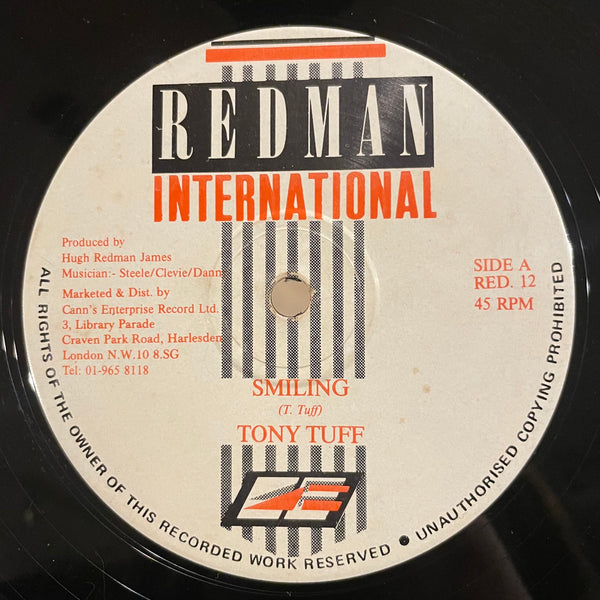 REDMAN
INTERNATIONAL
Produced by
Hugh Redman James
Musician:- Steele/Clevie/Danny
Marketed & Dist. by
Cann's Enterprise Record Ltd.
3, Library Parade
Craven Park Road, Harlesden
London N.W.10 8.SG
Tel: 01-965 8118
SIDE A
RED. 12
45 RPM
SMILING
(T. Tuff)
TONY TUFF
ALL RIGHTS OF THE OWNER OF THIS RECORDED WORK RESERVED • UNAUTHORISED COPYING PROHIBITED